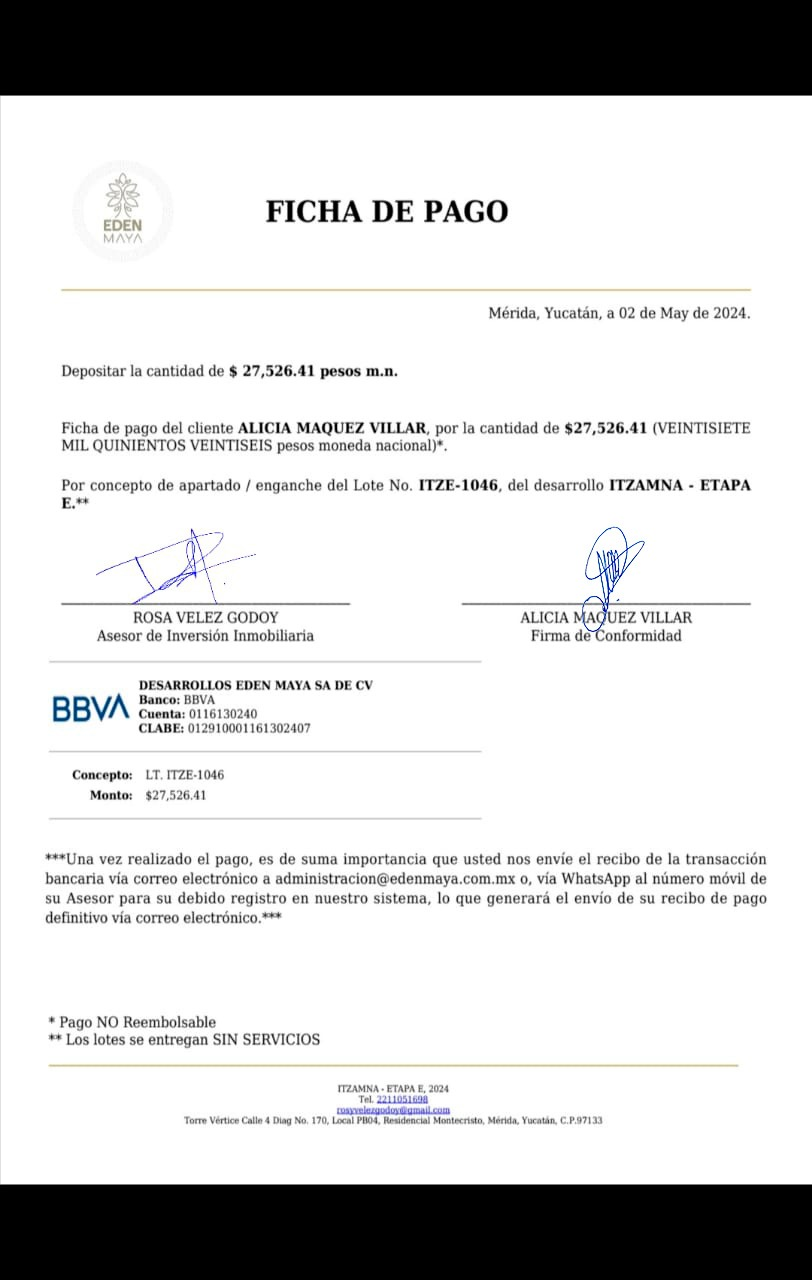 EDEN
MAYA
FICHA DE PAGO
Mérida, Yucatán, a 02 de May de 2024.
Depositar la cantidad de $ 27,526.41 pesos m.n.
Ficha de pago del cliente ALICIA MAQUEZ VILLAR, por la cantidad de $27,526.41 (VEINTISIETE
MIL QUINIENTOS VEINTISEIS pesos moneda nacional)*.
Por concepto de apartado / enganche del Lote No. ITZE-1046, del desarrollo ITZAMNA - ETAPA
E.**
ROSA VELEZ GODOY
Asesor de Inversión Inmobiliaria
ALICIA MAQUEZ VILLAR
Firma de Conformidad
BBVA
DESARROLLOS EDEN MAYA SA DE CV
Banco: BBVA
Cuenta: 0116130240
CLABE: 012910001161302407
Concepto: LT. ITZE-1046
Monto: $27,526.41
***Una vez realizado el pago, es de suma importancia que usted nos envíe el recibo de la transacción
bancaria vía correo electrónico a administracion@edenmaya.com.mx o, vía WhatsApp al número móvil de
su Asesor para su debido registro en nuestro sistema, lo que generará el envío de su recibo de pago
definitivo vía correo electrónico.***
* Pago NO Reembolsable
** Los lotes se entregan SIN SERVICIOS
ITZAMNA - ETAPA E, 2024
Tel. 2211051698
rosyvelezgodoy@gmail.com
Torre Vértice Calle 4 Diag No. 170, Local PB04, Residencial Montecristo, Mérida, Yucatán, C.P.97133